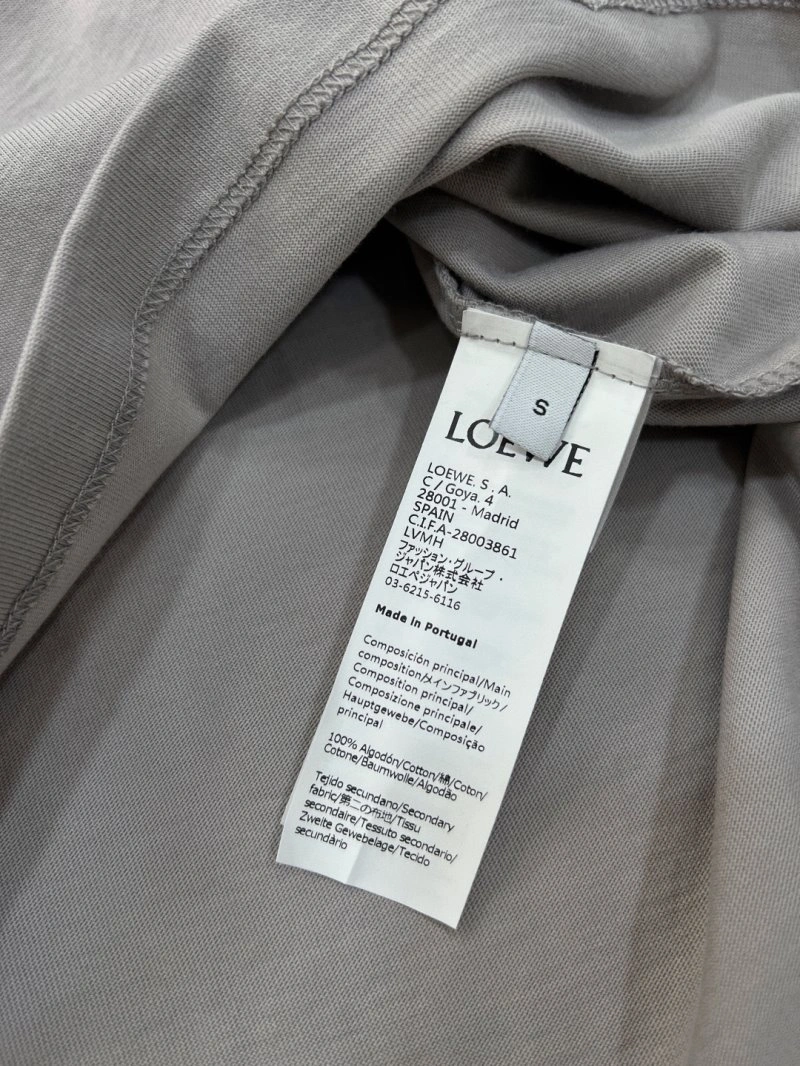 S
LOEWE
LOEWE. S . A.
C / Goya. 4
28001 - Madrid
SPAIN
C.I.F.A-28003861
LVMH
ファッション・グループ・
ジャパン株式会社
ロエベジャパン
03-6215-6116
Made in Portugal
Composición principal/Main
composition/メインファブリック/
Composition principal/
Composizione principale/
Hauptgewebe/Composição
principal
100% Algodón/Cotton/綿/Coton/
Cotone/Baumwolle/Algodão
Tejido secundano/Secondary
fabric/第二の布地/Tissu
secondaire/Tessuto secondario/
Zweite Gewebelage/Tecido
secundàrio